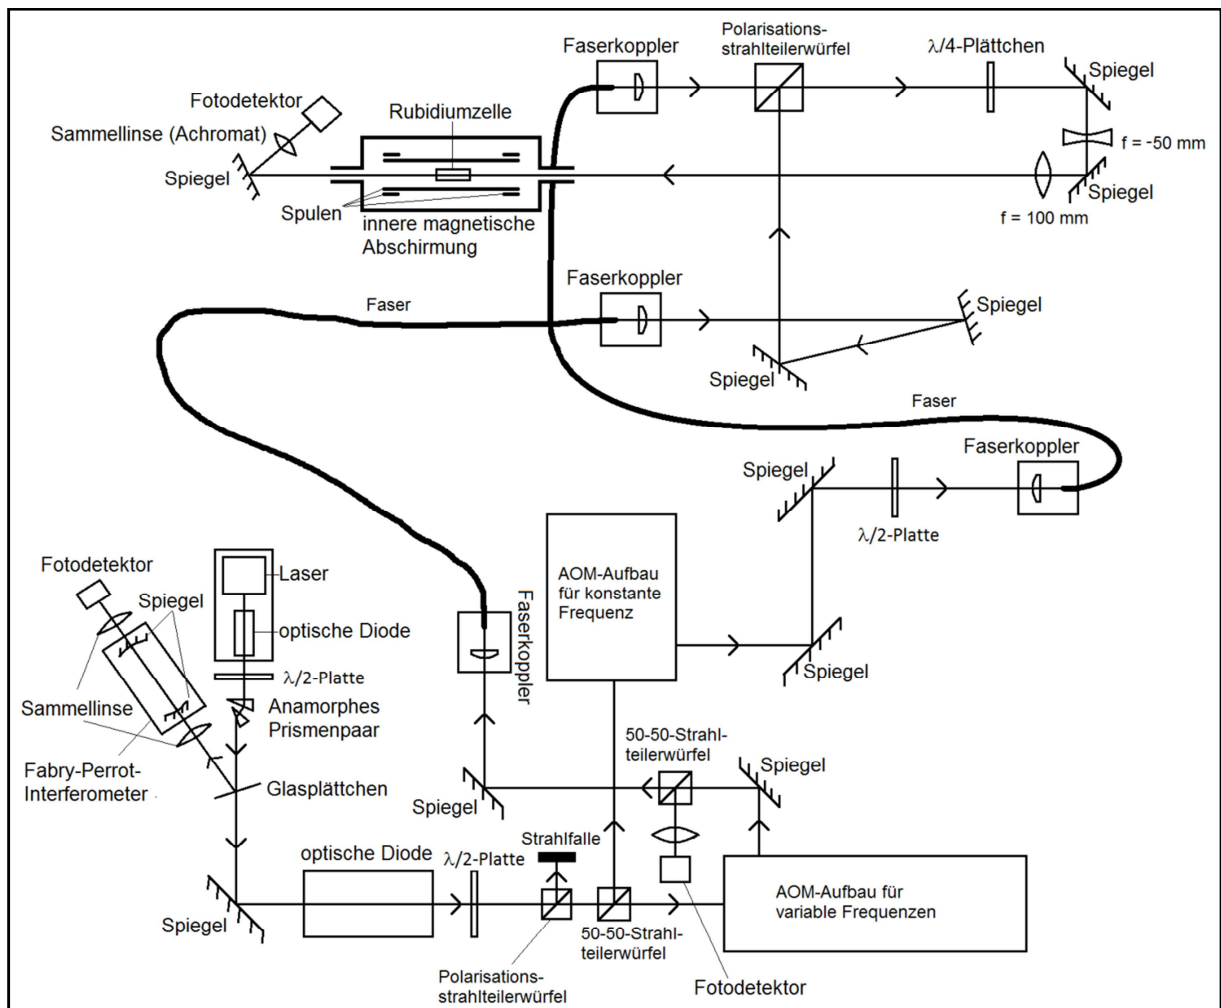 Faserkoppler
Polarisations-
strahlteilerwürfel
λ/4-Plättchen
Spiegel
Fotodetektor
Sammellinse (Achromat)
Rubidiumzelle
f = -50 mm
Spiegel
Spiegel
Spulen
innere magnetische
Abschirmung
f = 100 mm
Faserkoppler
Faser
Spiegel
Spiegel
Faser
Faserkoppler
Spiegel
λ/2-Platte
Fotodetektor
Laser
Spiegel
optische Diode
AOM-Aufbau
für konstante
Frequenz
Faserkoppler
Spiegel
λ/2-Platte
Sammellinse
Anamorphes
Prismenpaar
Fabry-Perrot-
Interferometer
Glasplättchen
50-50-Strahl-
teilerwürfel
Spiegel
Spiegel
Strahlfalle
optische Diode
λ/2-Platte
Spiegel
AOM-Aufbau für
variable Frequenzen
50-50-Strahl-
teilerwürfel
Polarisations-
strahlteilerwürfel
Fotodetektor